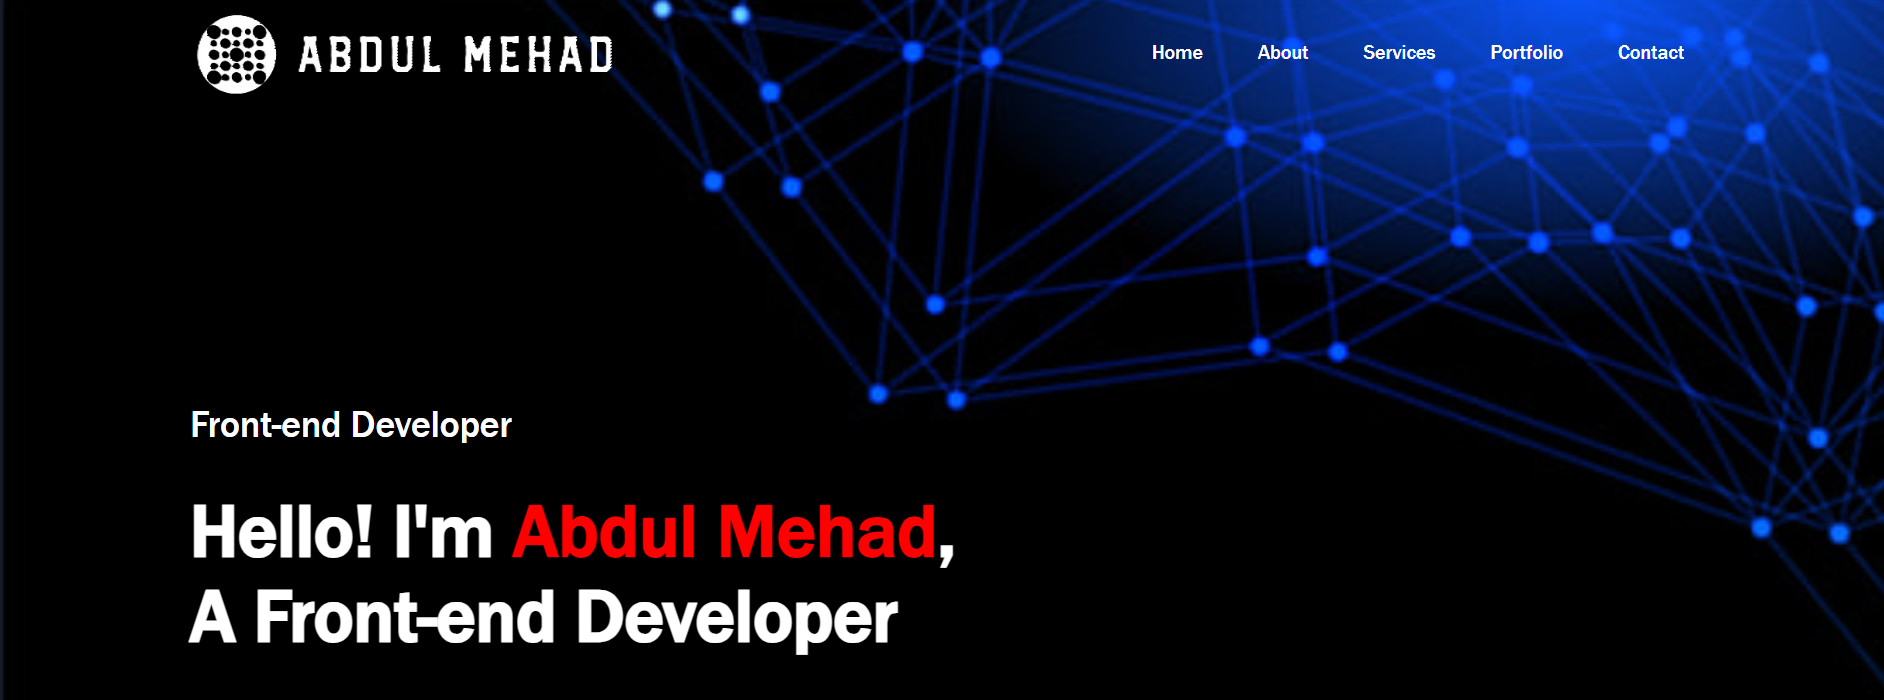 ABDUL MEHAD
Home About Services Portfolio Contact
Front-end Developer
Hello! I'm Abdul Mehad,
A Front-end Developer